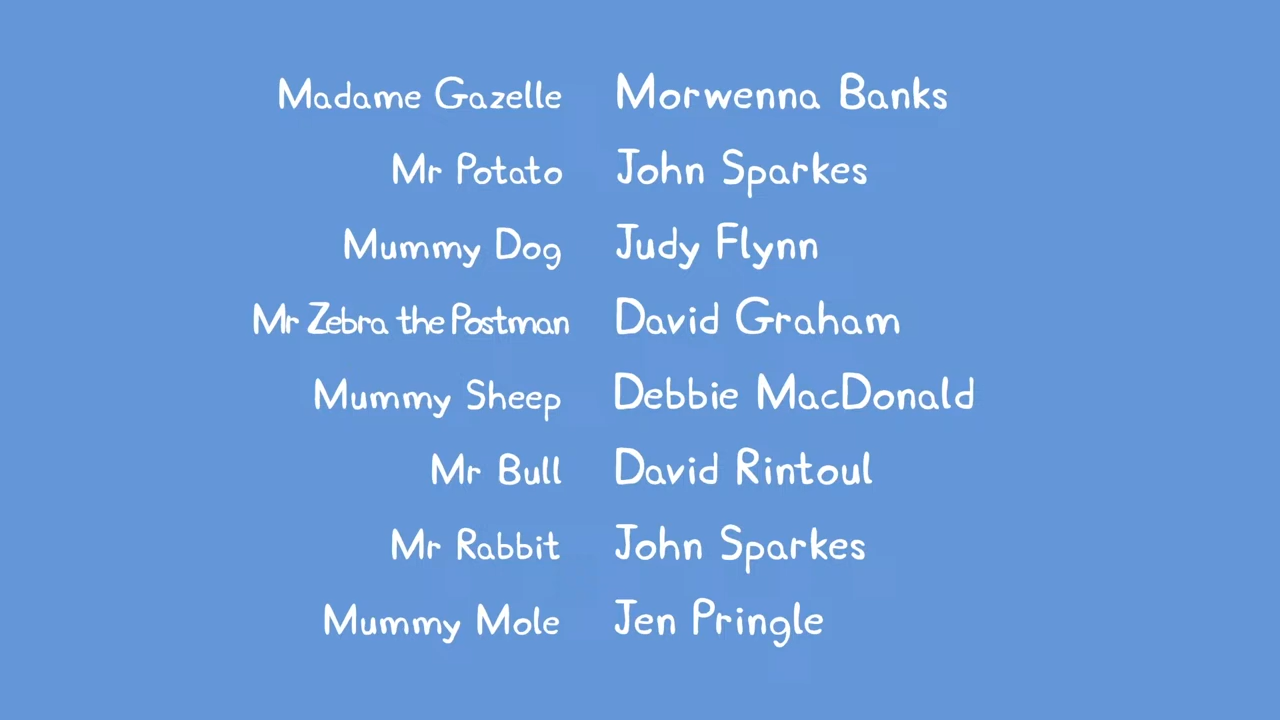 Madame Gazelle Morwenna Banks
Mr Potato John Sparkes
Mummy Dog Judy Flynn
Mr Zebra the Postman David Graham
Mummy Sheep Debbie MacDonald
Mr Bull David Rintoul
Mr Rabbit John Sparkes
Mummy Mole Jen Pringle